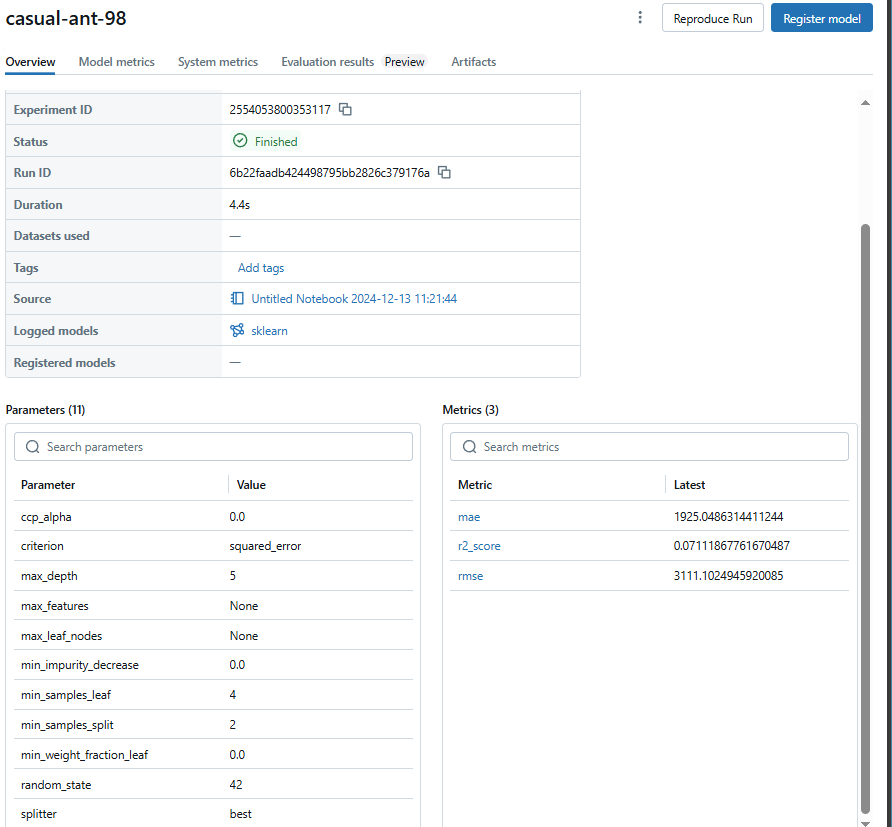 casual-ant-98
Reproduce Run
Register model
Overview
Model metrics
System metrics
Evaluation results Preview
Artifacts
Experiment ID 2554053800353117
Status Finished
Run ID 6b22faadb424498795bb2826c379176a
Duration 4.4s
Datasets used —
Tags Add tags
Source Untitled Notebook 2024-12-13 11:21:44
Logged models sklearn
Registered models —
Parameters (11)
Search parameters
Parameter Value
ccp_alpha 0.0
criterion squared_error
max_depth 5
max_features None
max_leaf_nodes None
min_impurity_decrease 0.0
min_samples_leaf 4
min_samples_split 2
min_weight_fraction_leaf 0.0
random_state 42
splitter best
Metrics (3)
Search metrics
Metric Latest
mae 1925.0486314411244
r2_score 0.07111867761670487
rmse 3111.1024945920085